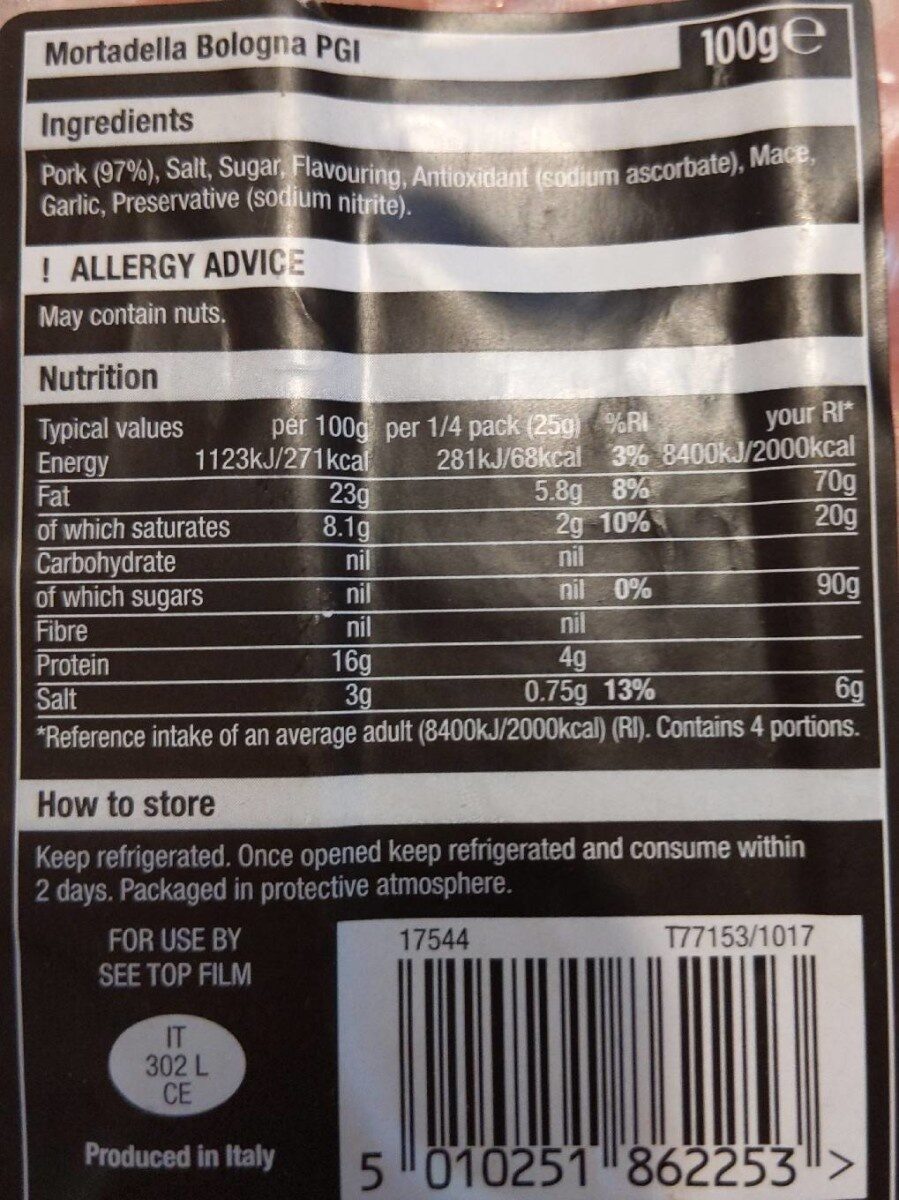 Mortadella Bologna PGI 100g℮
Ingredients
Pork (97%), Salt, Sugar, Flavouring, Antioxidant (sodium ascorbate), Mace,
Garlic, Preservative (sodium nitrite).
! ALLERGY ADVICE
May contain nuts.
Nutrition
Typical values per 100g per 1/4 pack (25g) %RI your RI*
Energy 1123kJ/271kcal 281kJ/68kcal 3% 8400kJ/2000kcal
Fat 23g 5.8g 8% 70g
of which saturates 8.1g 2g 10% 20g
Carbohydrate nil nil
of which sugars nil nil 0% 90g
Fibre nil nil
Protein 16g 4g
Salt 3g 0.75g 13% 6g
*Reference intake of an average adult (8400kJ/2000kcal) (RI). Contains 4 portions.
How to store
Keep refrigerated. Once opened keep refrigerated and consume within
2 days. Packaged in protective atmosphere.
FOR USE BY
SEE TOP FILM
IT
302 L
CE
Produced in Italy
17544 T77153/1017
5 010251 862253 >